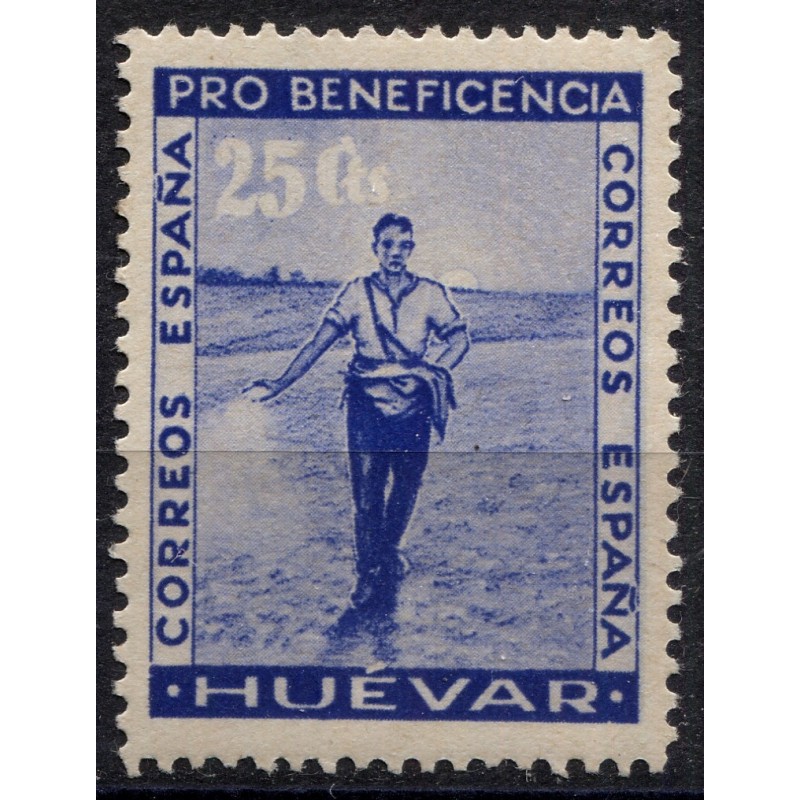 PRO BENEFICENCIA
25 Cts
CORREOS ESPAÑA
CORREOS ESPAÑA
· HUÉVAR ·